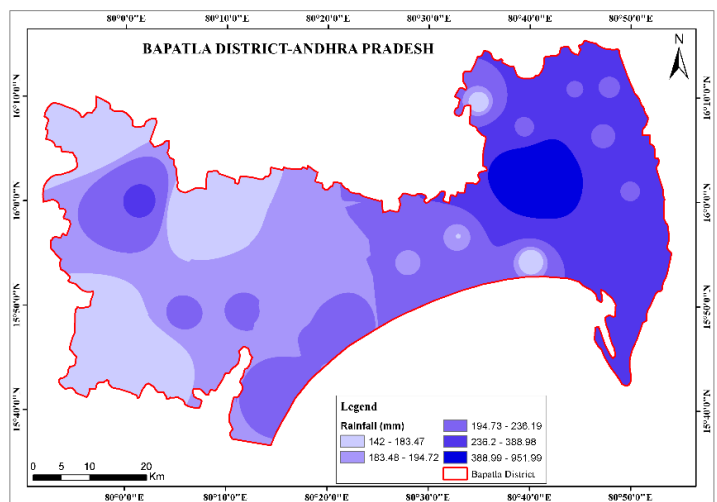 80°0'0"E 80°10'0"E 80°20'0"E 80°30'0"E 80°40'0"E 80°50'0"E
BAPATLA DISTRICT-ANDHRA PRADESH
N
16°10'0"N 16°10'0"N
16°0'0"N 16°0'0"N
15°50'0"N 15°50'0"N
15°40'0"N 15°40'0"N
Legend
Rainfall (mm)
142 - 183.47
183.48 - 194.72
194.73 - 236.19
236.2 - 388.98
388.99 - 951.99
Bapatla District
0 5 10 20
Km
80°0'0"E 80°10'0"E 80°20'0"E 80°30'0"E 80°40'0"E 80°50'0"E